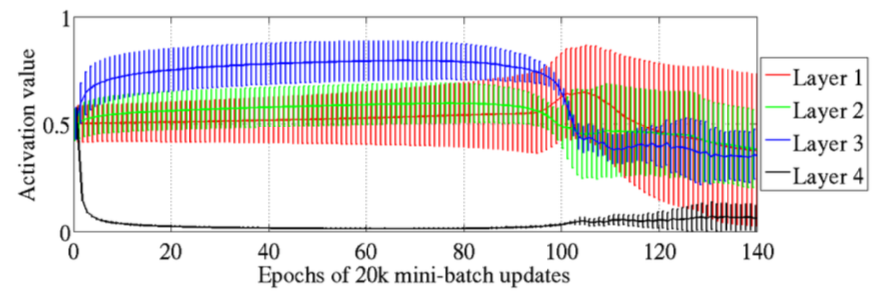 1
0.5
0
Activation value
0 20 40 60 80 100 120 140
Epochs of 20k mini-batch updates
Layer 1
Layer 2
Layer 3
Layer 4